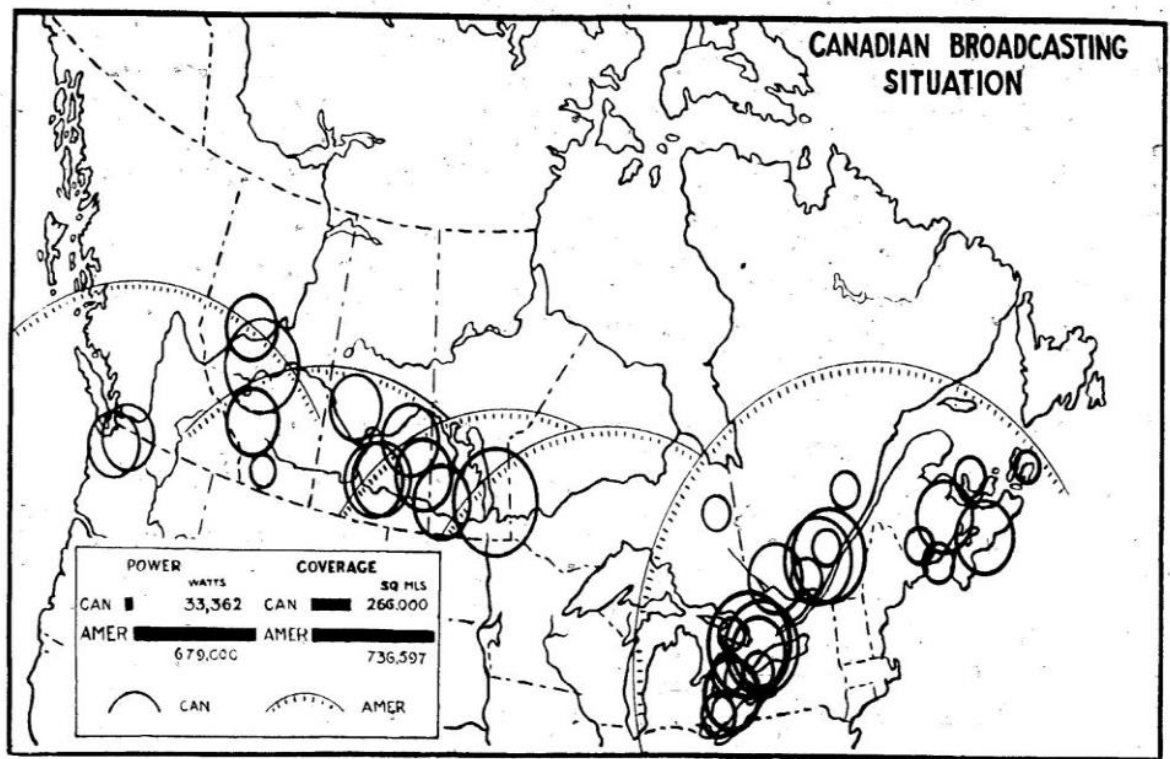 CANADIAN BROADCASTING
SITUATION
POWER COVERAGE
WATTS SQ MLS
CAN 33,362 CAN 266,000
AMER AMER
679,000 736,597
CAN AMER